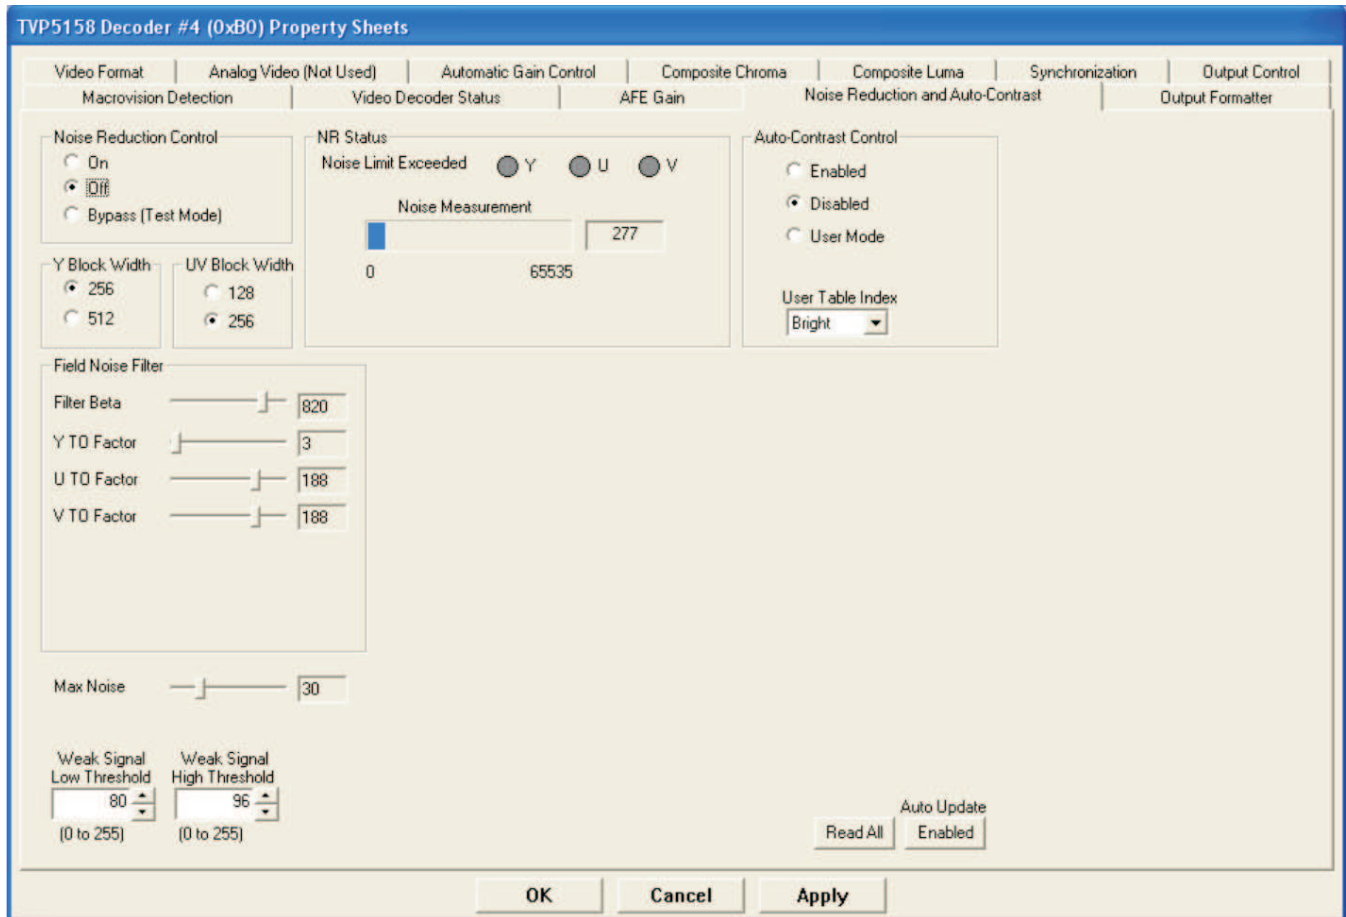 TVP5158 Decoder #4 (0xB0) Property Sheets
Video Format Analog Video (Not Used) Automatic Gain Control Composite Chroma Composite Luma Synchronization Output Control
Macrovision Detection Video Decoder Status AFE Gain Noise Reduction and Auto-Contrast Output Formatter
Noise Reduction Control
On
Off
Bypass (Test Mode)
NR Status
Noise Limit Exceeded Y U V
Noise Measurement
277
0 65535
Auto-Contrast Control
Enabled
Disabled
User Mode
User Table Index
Bright
Y Block Width
256
512
UV Block Width
128
256
Field Noise Filter
Filter Beta 820
Y TO Factor 3
U TO Factor 188
V TO Factor 188
Max Noise 30
Weak Signal
Low Threshold
80
(0 to 255)
Weak Signal
High Threshold
96
(0 to 255)
Auto Update
Read All Enabled
OK Cancel Apply